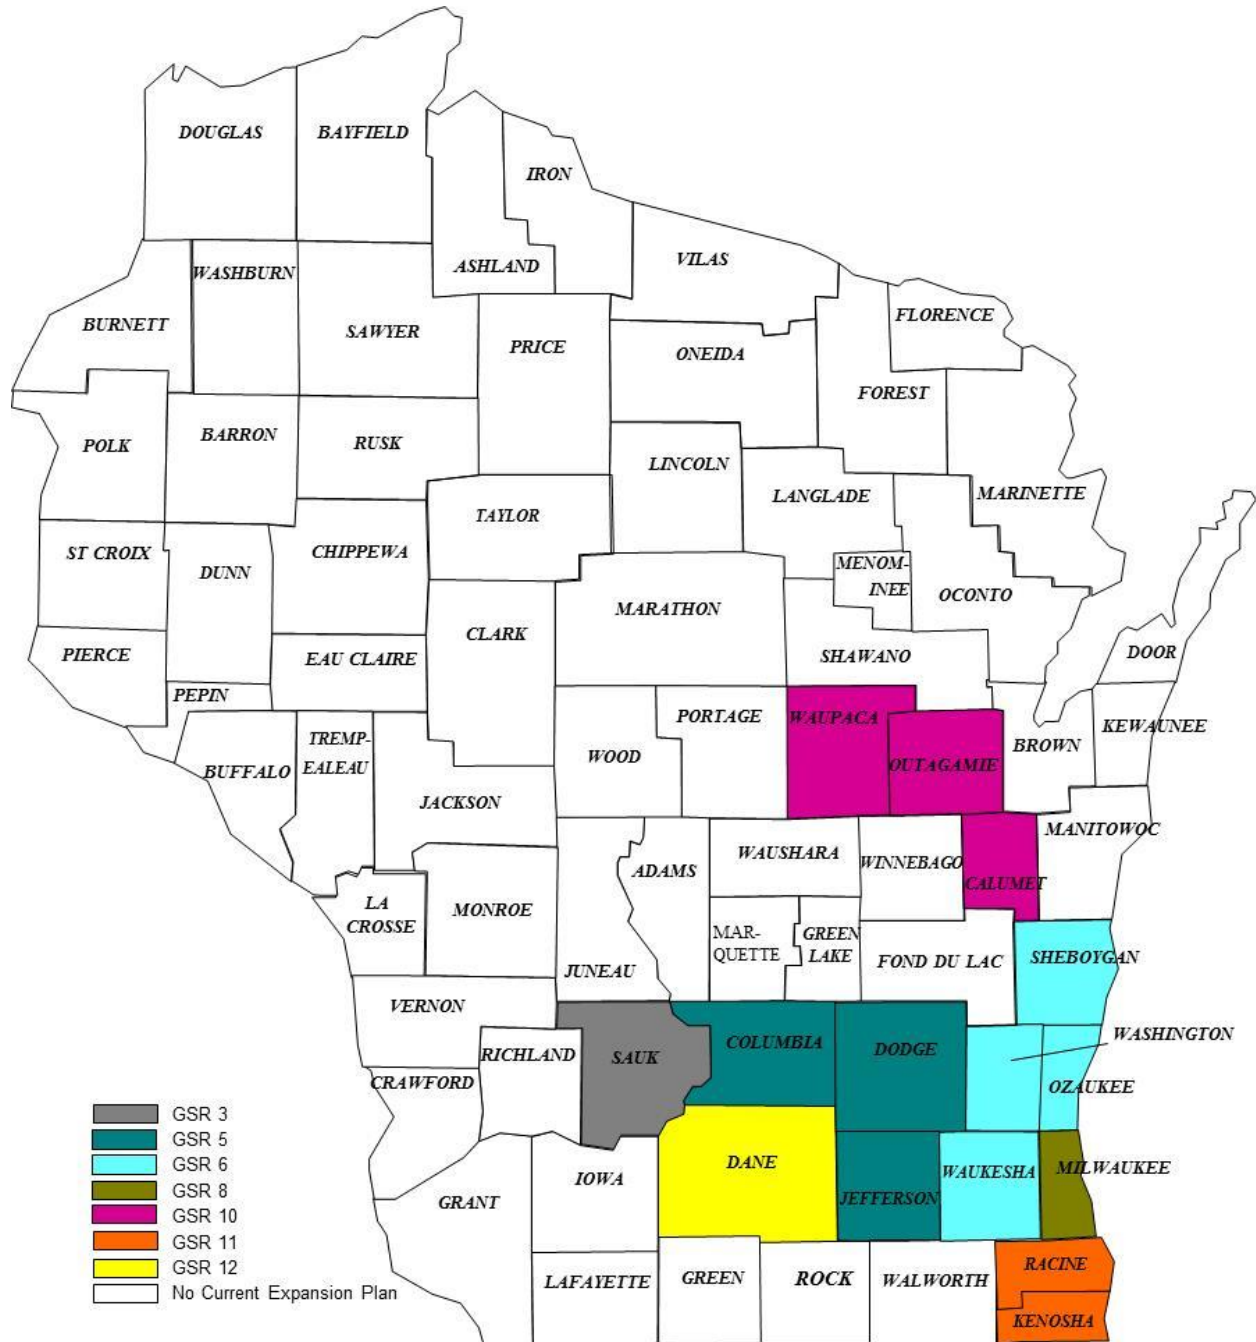 DOUGLAS
BAYFIELD
IRON
ASHLAND
VILAS
WASHBURN
FLORENCE
BURNETT
SAWYER
PRICE
ONEIDA
FOREST
POLK
BARRON
RUSK
LINCOLN
LANGLADE
MARINETTE
TAYLOR
ST CROIX
CHIPPEWA
DUNN
MENOM-
INEE
OCONTO
MARATHON
CLARK
PIERCE
EAU CLAIRE
SHAWANO
DOOR
PEPIN
PORTAGE
WAUPACA
KEWAUNEE
TREMP-
EALEAU
BUFFALO
WOOD
BROWN
OUTAGAMIE
JACKSON
MANITOWOC
WAUSHARA
WINNEBAGO
ADAMS
CALUMET
LA
CROSSE
MONROE
MAR-
QUETTE
GREEN
LAKE
FOND DU LAC
SHEBOYGAN
JUNEAU
VERNON
WASHINGTON
RICHLAND
SAUK
COLUMBIA
DODGE
CRAWFORD
OZAUKEE
DANE
WAUKESHA
MILWAUKEE
IOWA
GRANT
JEFFERSON
RACINE
LAFAYETTE
GREEN
ROCK
WALWORTH
KENOSHA
GSR 3
GSR 5
GSR 6
GSR 8
GSR 10
GSR 11
GSR 12
No Current Expansion Plan